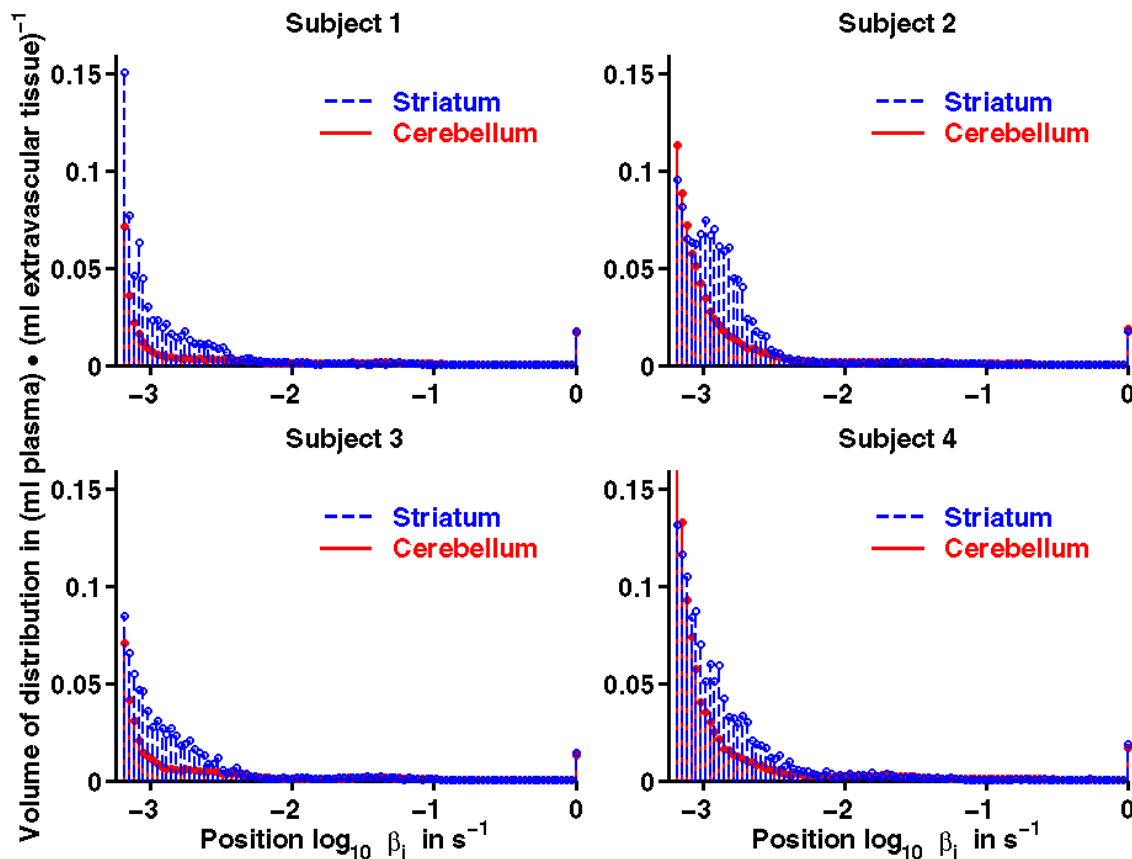 Volume of distribution in (ml plasma) • (ml extravascular tissue)⁻¹
Subject 1
0.15
0.1
0.05
0
Striatum
Cerebellum
−3 −2 −1 0
Subject 2
0.15
0.1
0.05
0
Striatum
Cerebellum
−3 −2 −1 0
Subject 3
0.15
0.1
0.05
0
Striatum
Cerebellum
−3 −2 −1 0
Position log₁₀ βᵢ in s⁻¹
Subject 4
0.15
0.1
0.05
0
Striatum
Cerebellum
−3 −2 −1 0
Position log₁₀ βᵢ in s⁻¹